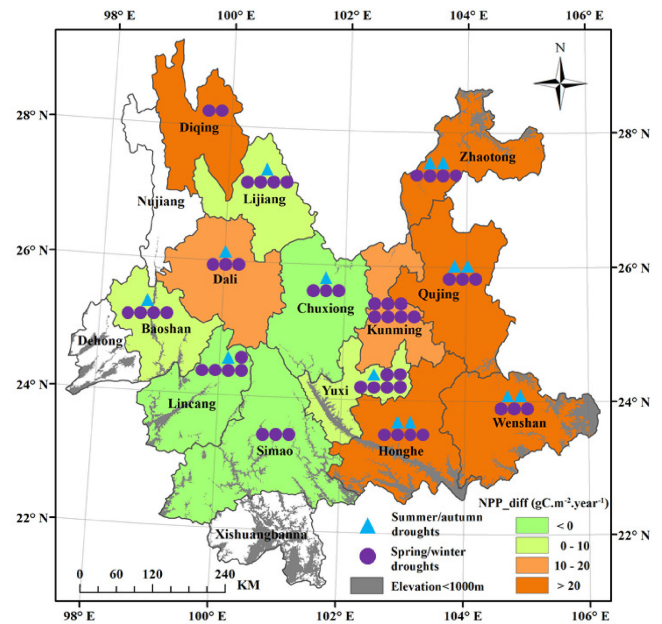 98° E 100° E 102° E 104° E 106° E
N
28° N
28° N
Diqing
Zhaotong
Nujiang
Lijiang
26° N
26° N
Dali
Qujing
Chuxiong
Kunming
Baoshan
Dehong
24° N
24° N
Yuxi
Lincang
Wenshan
Simao
Honghe
22° N
22° N
Xishuangbanna
Summer/autumn
droughts
Spring/winter
droughts
Elevation<1000m
NPP_diff (gC.m⁻².year⁻¹)
< 0
0 - 10
10 - 20
> 20
0 60 120 180 240
KM
98° E 100° E 102° E 104° E 106° E